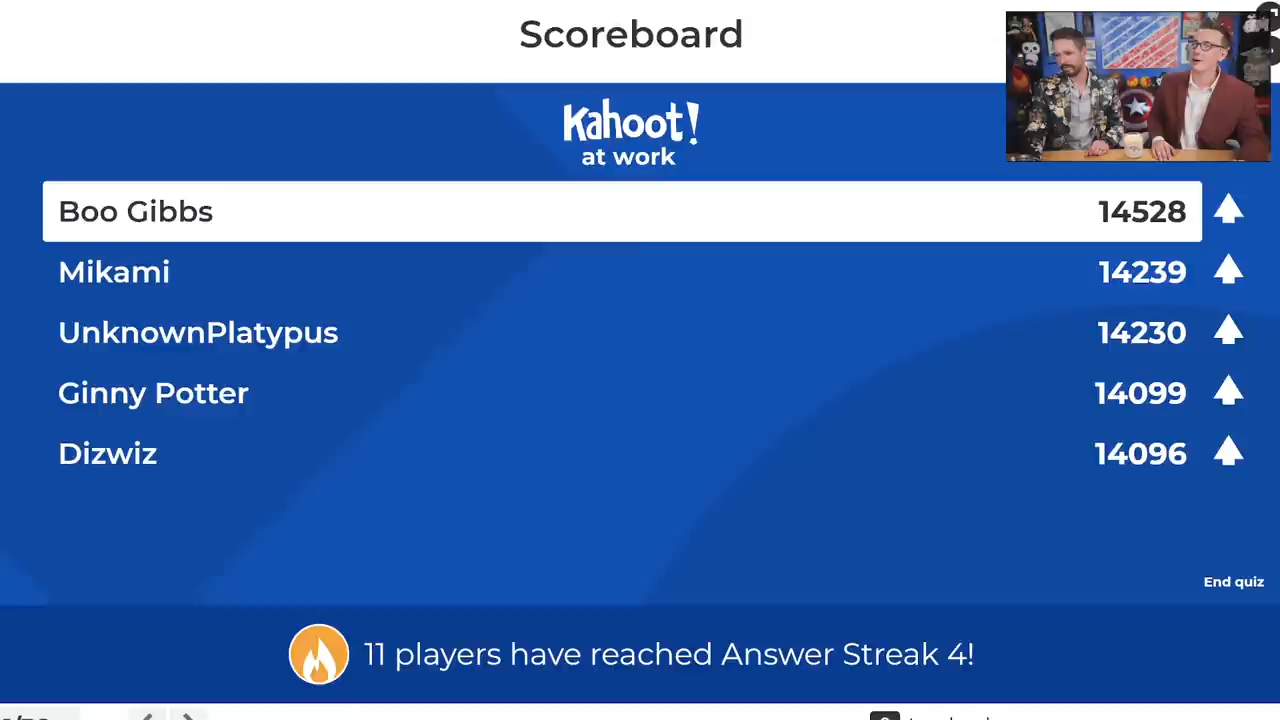 Scoreboard
Kahoot!
at work
Boo Gibbs 14528
Mikami 14239
UnknownPlatypus 14230
Ginny Potter 14099
Dizwiz 14096
End quiz
11 players have reached Answer Streak 4!